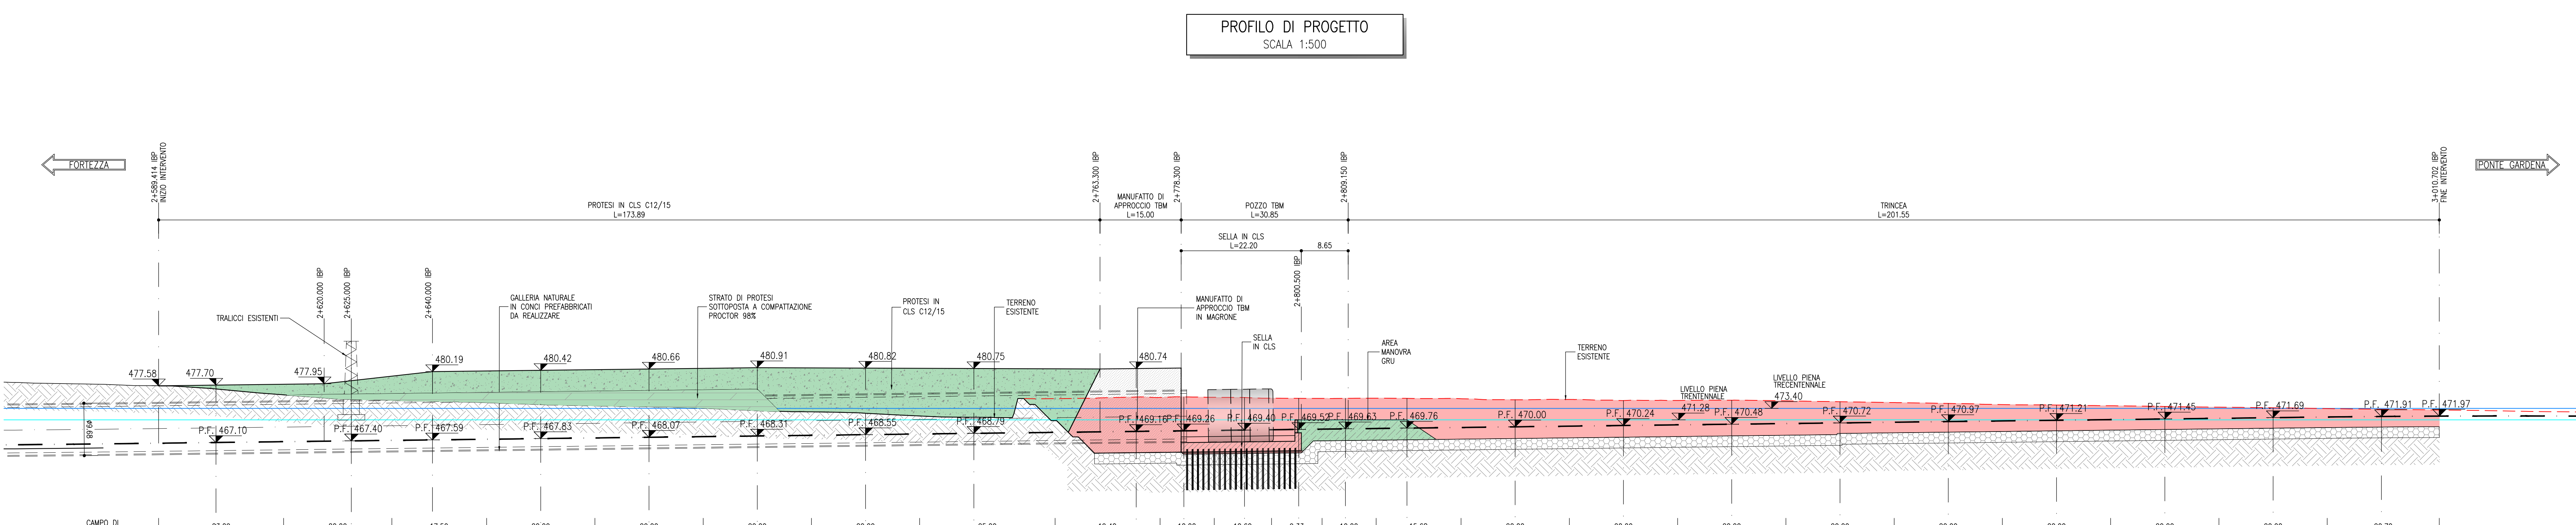 PROFILO DI PROGETTO
SCALA 1:500
FORTEZZA
PONTE GARDENA
2+589.414 IBP
INIZIO INTERVENTO
2+763.300 IBP
2+778.300 IBP
2+809.150 IBP
3+010.702 IBP
FINE INTERVENTO
PROTESI IN CLS C12/15
L=173.89
MANUFATTO DI
APPROCCIO TBM
L=15.00
POZZO TBM
L=30.85
TRINCEA
L=201.55
SELLA IN CLS
L=22.20
8.65
2+620.000 IBP
2+625.000 IBP
2+640.000 IBP
2+800.500 IBP
TRALICCI ESISTENTI
GALLERIA NATURALE
IN CONCI PREFABBRICATI
DA REALIZZARE
STRATO DI PROTESI
SOTTOPOSTA A COMPATTAZIONE
PROCTOR 98%
PROTESI IN
CLS C12/15
TERRENO
ESISTENTE
MANUFATTO DI
APPROCCIO TBM
IN MAGRONE
SELLA
IN CLS
AREA
MANOVRA
GRU
TERRENO
ESISTENTE
LIVELLO PIENA
TRENTENNALE
471.28
LIVELLO PIENA
TRECENTENNALE
473.40
477.58
477.70
477.95
480.19
480.42
480.66
480.91
480.82
480.75
480.74
P.F. 467.10
P.F. 467.40
P.F. 467.59
P.F. 467.83
P.F. 468.07
P.F. 468.31
P.F. 468.55
P.F. 468.79
P.F. 469.16
P.F. 469.26
P.F. 469.40
P.F. 469.52
P.F. 469.63
P.F. 469.76
P.F. 470.00
P.F. 470.24
P.F. 470.48
P.F. 470.72
P.F. 470.97
P.F. 471.21
P.F. 471.45
P.F. 471.69
P.F. 471.91
P.F. 471.97
CAMPO DI